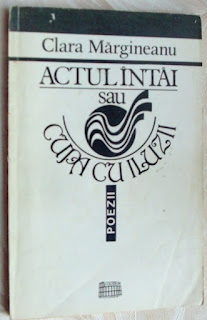 Clara Mărgineanu
ACTUL ÎNTÂI
sau
CUPA CU ILUZII
POEZII